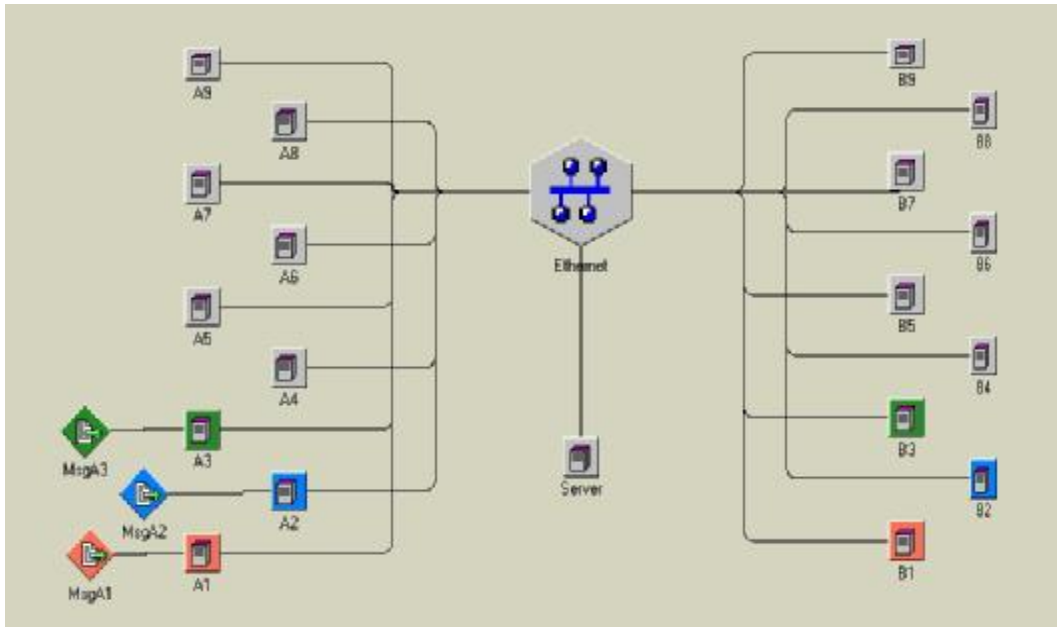 A9
B9
A8
B8
A7
B7
A6
B6
Ethernet
A5
B5
A4
B4
A3
B3
MsgA3
Server
A2
B2
MsgA2
A1
B1
MsgA1